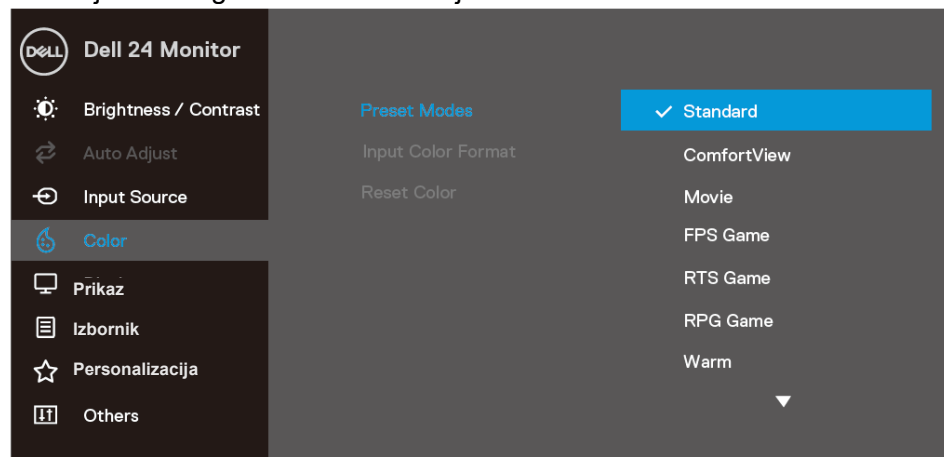 DELL
Dell 24 Monitor
Brightness / Contrast
Auto Adjust
Input Source
Color
Prikaz
Izbornik
Personalizacija
Others
Preset Modes
Input Color Format
Reset Color
Standard
ComfortView
Movie
FPS Game
RTS Game
RPG Game
Warm